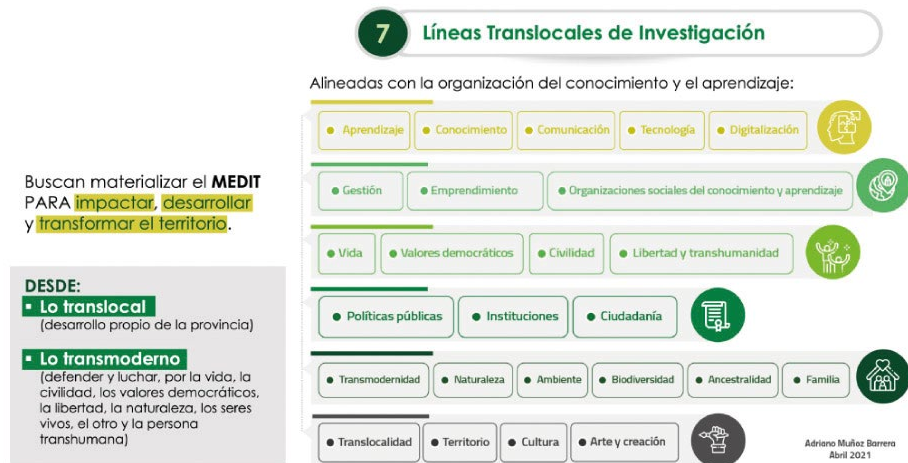 7 Líneas Translocales de Investigación
Alineadas con la organización del conocimiento y el aprendizaje:
• Aprendizaje • Conocimiento • Comunicación • Tecnología • Digitalización
• Gestión • Emprendimiento • Organizaciones sociales del conocimiento y aprendizaje
• Vida • Valores democráticos • Civilidad • Libertad y transhumanidad
• Políticas públicas • Instituciones • Ciudadanía
• Transmodernidad • Naturaleza • Ambiente • Biodiversidad • Ancestralidad • Familia
• Translocalidad • Territorio • Cultura • Arte y creación
Buscan materializar el MEDIT
PARA impactar, desarrollar
y transformar el territorio.
DESDE:
▪ Lo translocal
(desarrollo propio de la provincia)
▪ Lo transmoderno
(defender y luchar, por la vida, la
civilidad, los valores democráticos,
la libertad, la naturaleza, los seres
vivos, el otro y la persona
transhumana)
Adriano Muñoz Barrera
Abril 2021